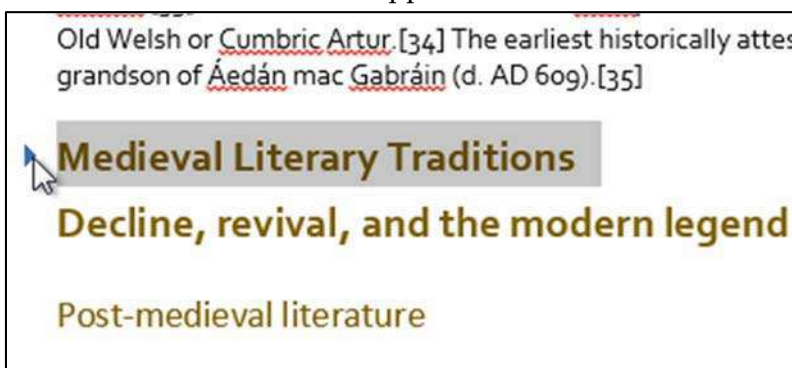 Old Welsh or Cumbric Artur.[34] The earliest historically attes
grandson of Áedán mac Gabráin (d. AD 609).[35]
Medieval Literary Traditions
Decline, revival, and the modern legend
Post-medieval literature